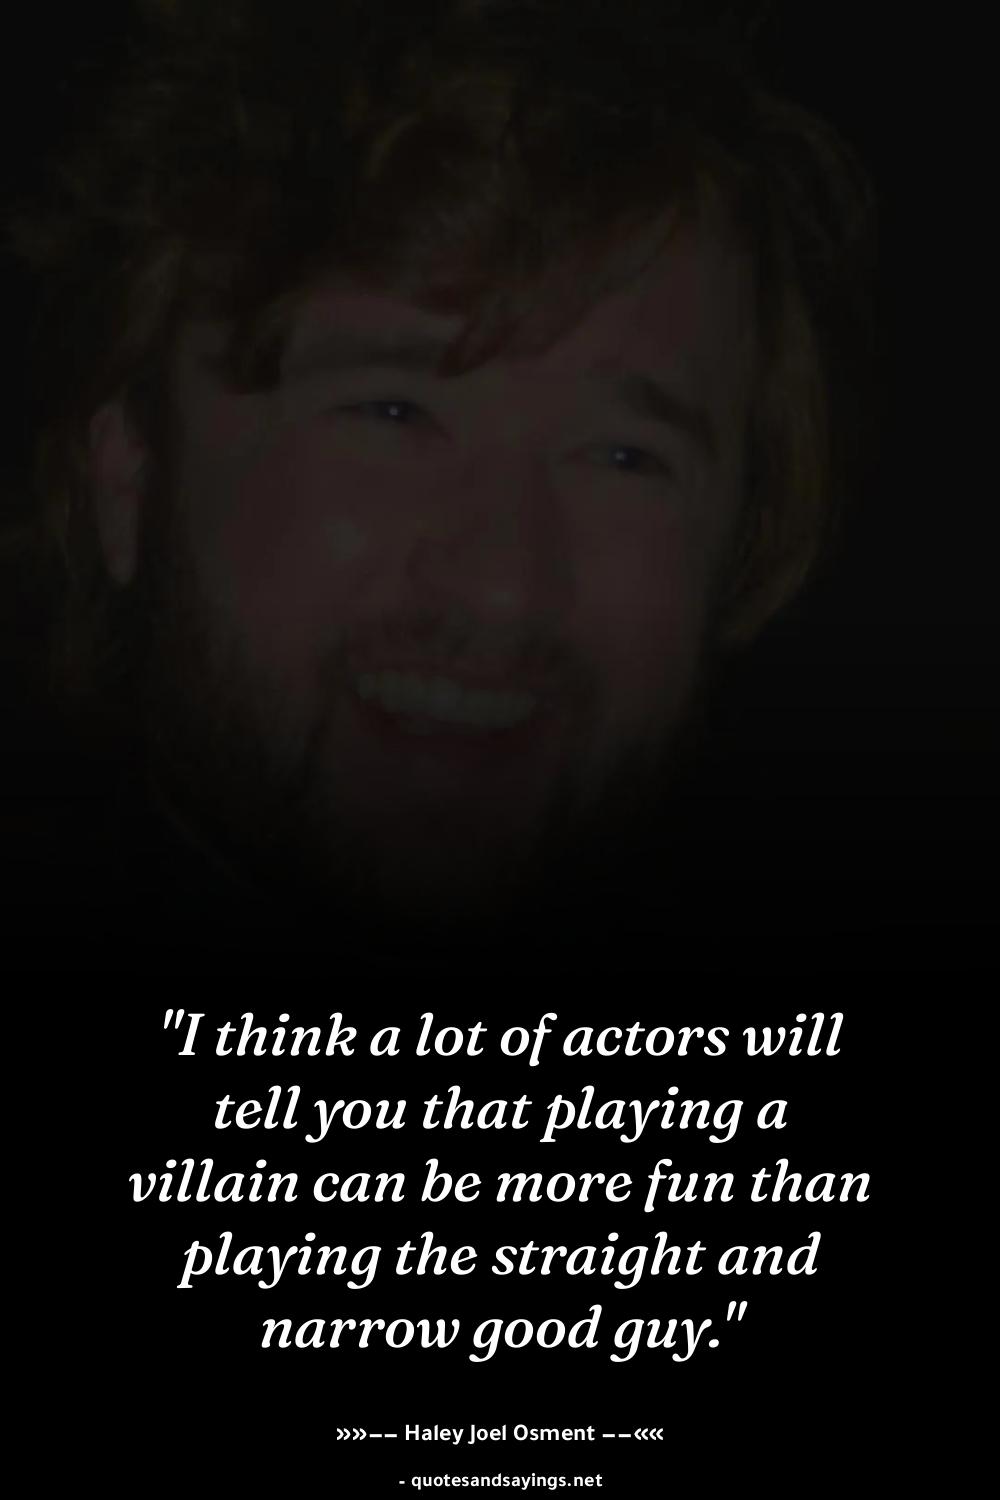 "I think a lot of actors will
tell you that playing a
villain can be more fun than
playing the straight and
narrow good guy."
»»−− Haley Joel Osment −−««
- quotesandsayings.net